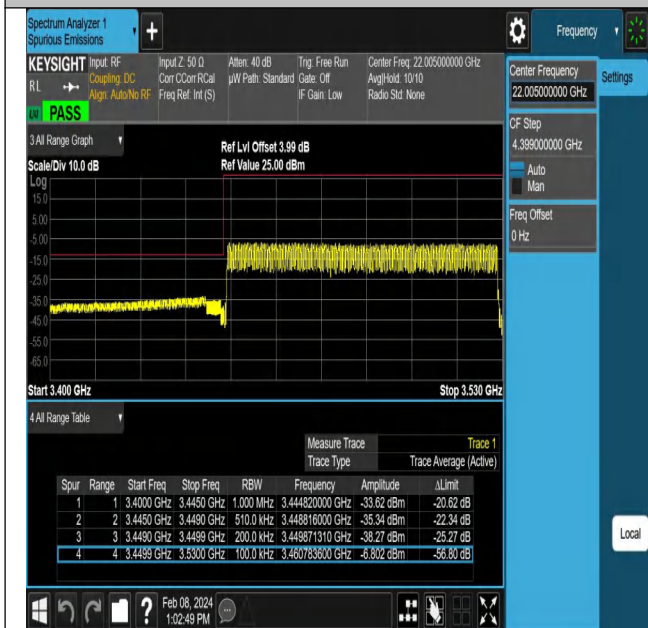 Spectrum Analyzer 1
Spurious Emissions
Frequency
KEYSIGHT Input: RF Input Z: 50 Ω Atten: 40 dB Trig: Free Run Center Freq: 22.005000000 GHz
RL Coupling: DC Corr CCorr RCal µW Path: Standard Gate: Off Avg|Hold: 10/10
Align: Auto/No RF Freq Ref: Int (S) IF Gain: Low Radio Std: None
PASS
Center Frequency
22.005000000 GHz
Settings
CF Step
4.399000000 GHz
Auto
Man
Freq Offset
0 Hz
Local
3 All Range Graph
Ref Lvl Offset 3.99 dB
Scale/Div 10.0 dB Ref Value 25.00 dBm
Log
15.0
5.00
-5.00
-15.0
-25.0
-35.0
-45.0
-55.0
-65.0
Start 3.400 GHz Stop 3.530 GHz
4 All Range Table
Measure Trace Trace 1
Trace Type Trace Average (Active)
Spur Range Start Freq Stop Freq RBW Frequency Amplitude ΔLimit
1 1 3.4000 GHz 3.4450 GHz 1.000 MHz 3.444820000 GHz -33.62 dBm -20.62 dB
2 2 3.4450 GHz 3.4490 GHz 510.0 kHz 3.448816000 GHz -35.34 dBm -22.34 dB
3 3 3.4490 GHz 3.4499 GHz 200.0 kHz 3.449871310 GHz -38.27 dBm -25.27 dB
4 4 3.4499 GHz 3.5300 GHz 100.0 kHz 3.460783600 GHz -6.802 dBm -56.80 dB
Feb 08, 2024
1:02:49 PM